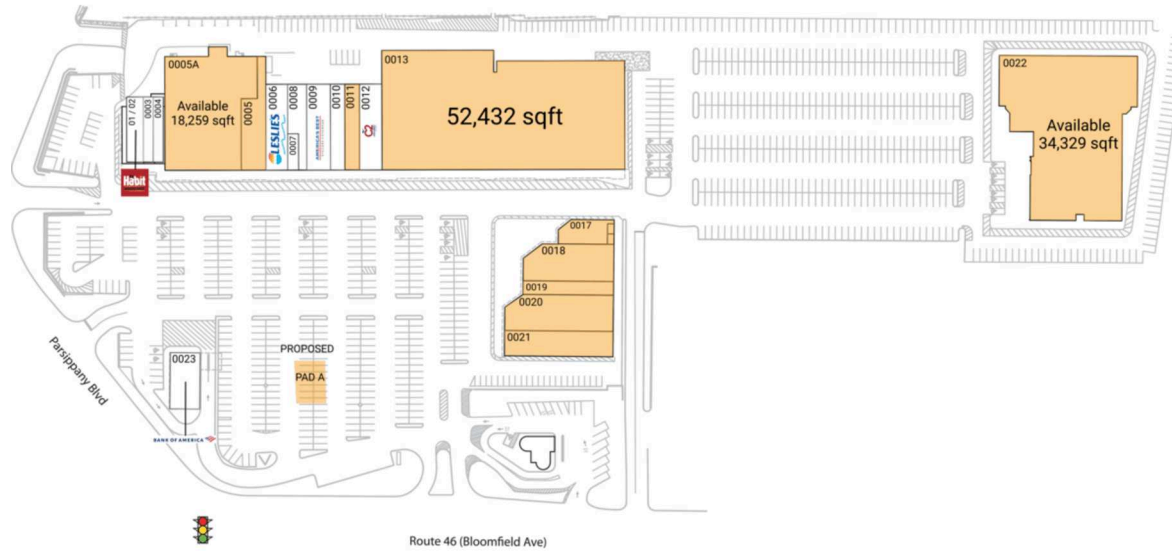 0005A
Available
18,259 sqft
0005
01 / 02
0003
0004
0006
LESLIE'S
0007
0008
0009
AMERICA'S BEST
0010
0011
0012
0013
52,432 sqft
0022
Available
34,329 sqft
Habit
0017
0018
0019
0020
0021
PROPOSED
PAD A
0023
BANK OF AMERICA
Parsippany Blvd
Route 46 (Bloomfield Ave)